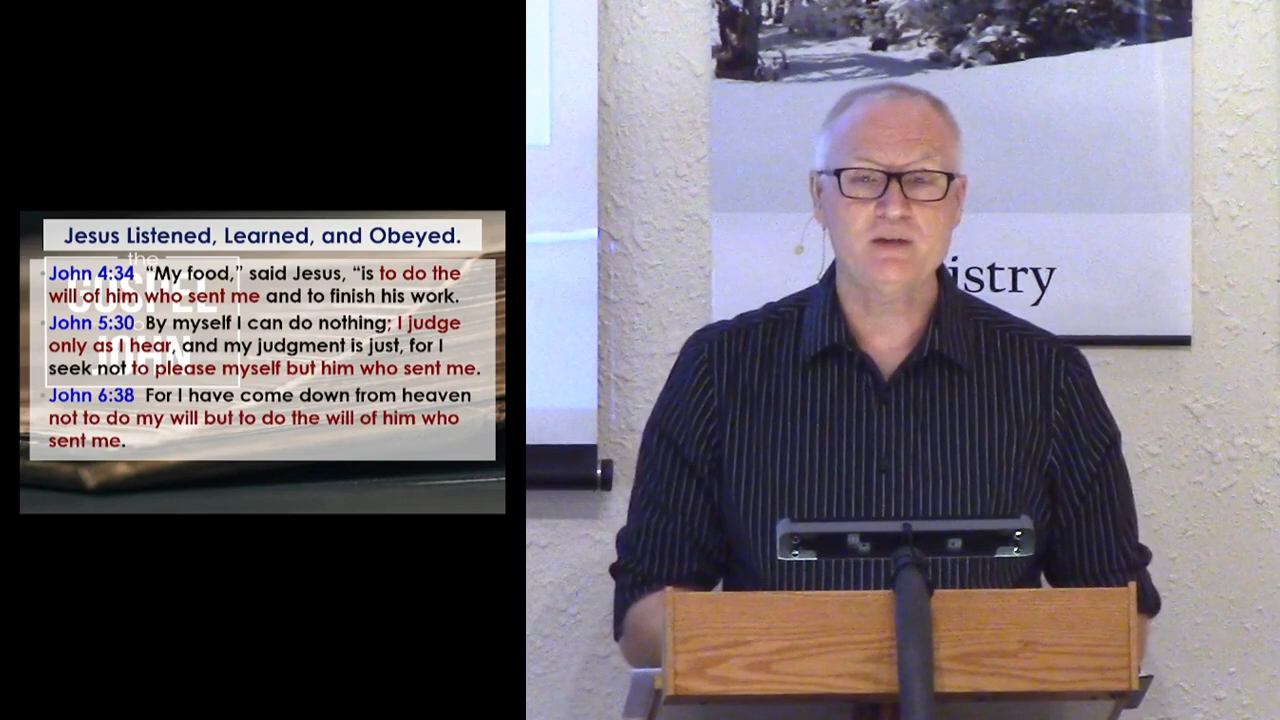 Jesus Listened, Learned, and Obeyed.
the
GOSPEL
JOHN
John 4:34 “My food,” said Jesus, “is to do the
will of him who sent me and to finish his work.
John 5:30 By myself I can do nothing; I judge
only as I hear, and my judgment is just, for I
seek not to please myself but him who sent me.
John 6:38 For I have come down from heaven
not to do my will but to do the will of him who
sent me.
istry